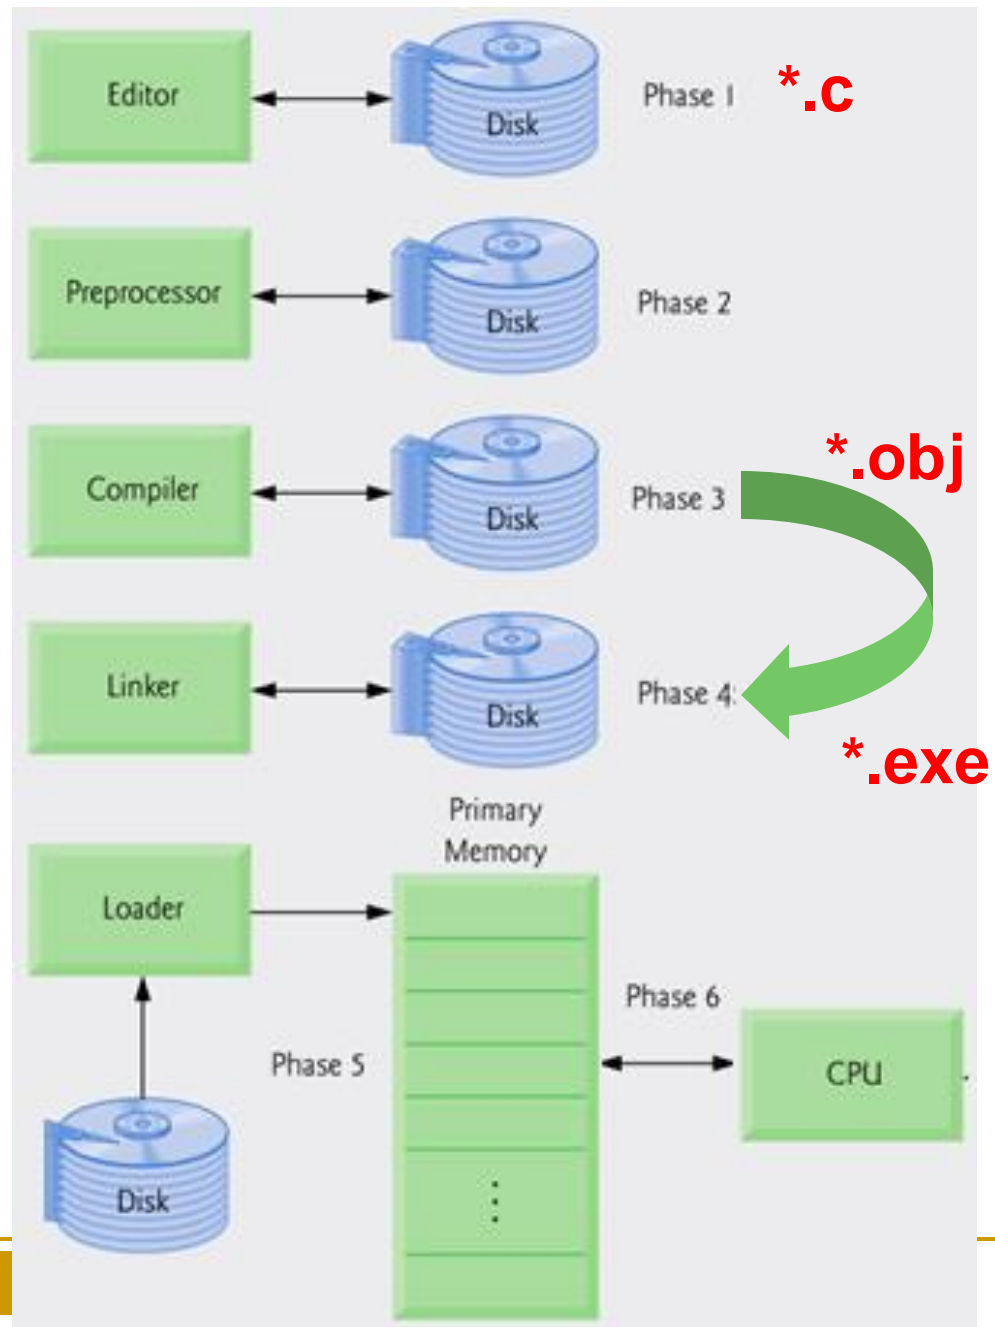 Editor
Disk
Phase 1
*.c
Preprocessor
Disk
Phase 2
Compiler
Disk
Phase 3
*.obj
Linker
Disk
Phase 4:
*.exe
Primary
Memory
Loader
Phase 5
Disk
Phase 6
CPU